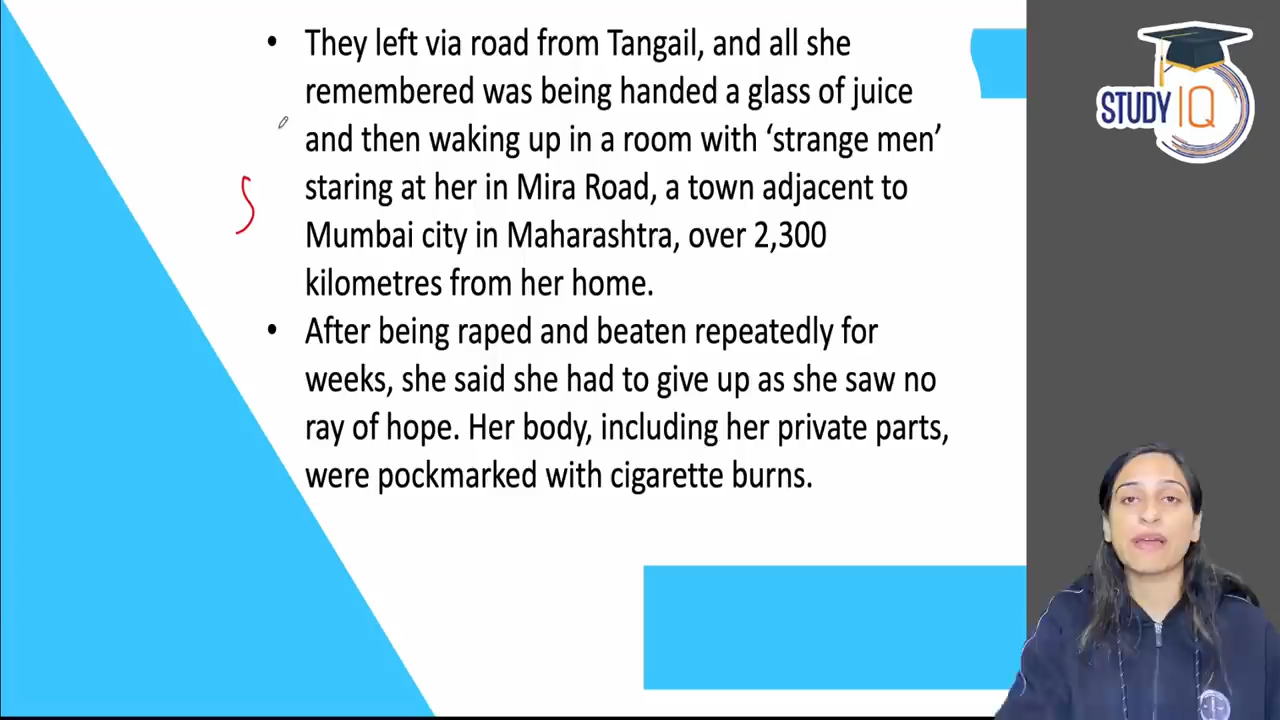 • They left via road from Tangail, and all she
remembered was being handed a glass of juice
and then waking up in a room with ‘strange men’
staring at her in Mira Road, a town adjacent to
Mumbai city in Maharashtra, over 2,300
kilometres from her home.
• After being raped and beaten repeatedly for
weeks, she said she had to give up as she saw no
ray of hope. Her body, including her private parts,
were pockmarked with cigarette burns.
STUDY IQ